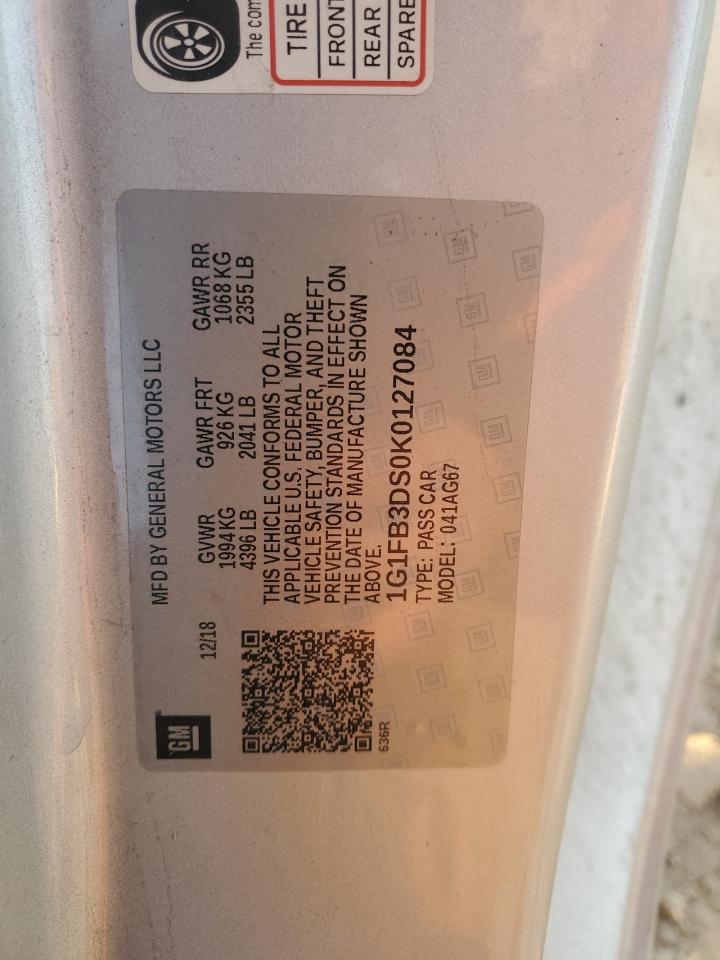 The com
TIRE
FRONT
REAR
SPARE
MFD BY GENERAL MOTORS LLC
GM
12/18
GVWR GAWR FRT GAWR RR
1994 KG 926 KG 1068 KG
4396 LB 2041 LB 2355 LB
THIS VEHICLE CONFORMS TO ALL
APPLICABLE U.S. FEDERAL MOTOR
VEHICLE SAFETY, BUMPER, AND THEFT
PREVENTION STANDARDS IN EFFECT ON
THE DATE OF MANUFACTURE SHOWN
ABOVE.
636R
1G1FB3DS0K0127084
TYPE: PASS CAR
MODEL: 041AG67